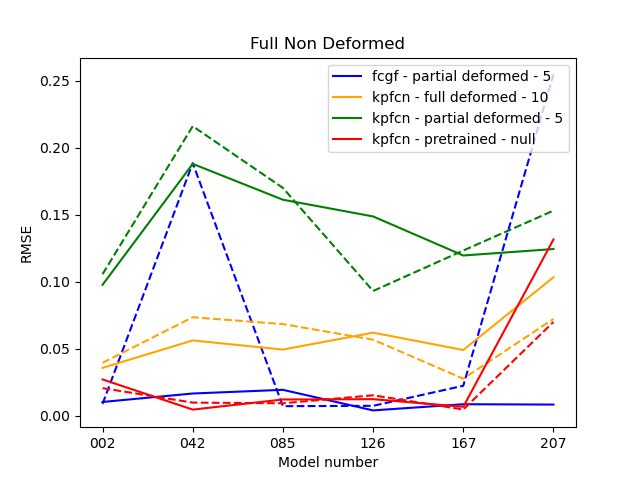 Full Non Deformed
fcgf - partial deformed - 5
kpfcn - full deformed - 10
kpfcn - partial deformed - 5
kpfcn - pretrained - null
0.25
0.20
0.15
0.10
0.05
0.00
RMSE
002 042 085 126 167 207
Model number